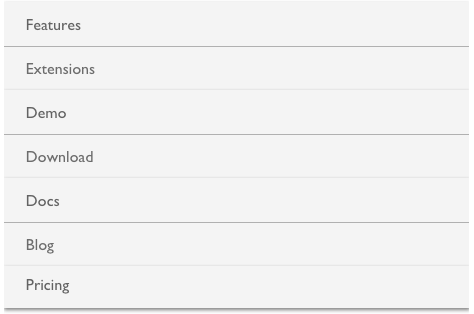 Features
Extensions
Demo
Download
Docs
Blog
Pricing